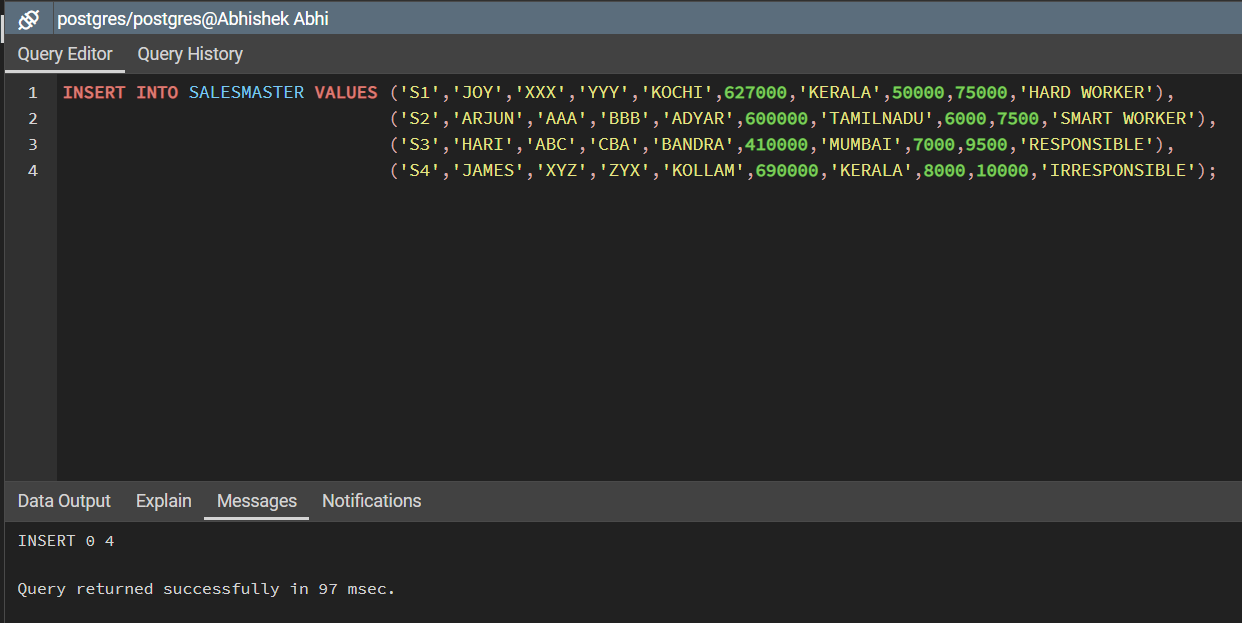 postgres/postgres@Abhishek Abhi
Query Editor Query History
1 INSERT INTO SALESMASTER VALUES ('S1','JOY','XXX','YYY','KOCHI',627000,'KERALA',50000,75000,'HARD WORKER'),
2 ('S2','ARJUN','AAA','BBB','ADYAR',600000,'TAMILNADU',6000,7500,'SMART WORKER'),
3 ('S3','HARI','ABC','CBA','BANDRA',410000,'MUMBAI',7000,9500,'RESPONSIBLE'),
4 ('S4','JAMES','XYZ','ZYX','KOLLAM',690000,'KERALA',8000,10000,'IRRESPONSIBLE');
Data Output Explain Messages Notifications
INSERT 0 4
Query returned successfully in 97 msec.